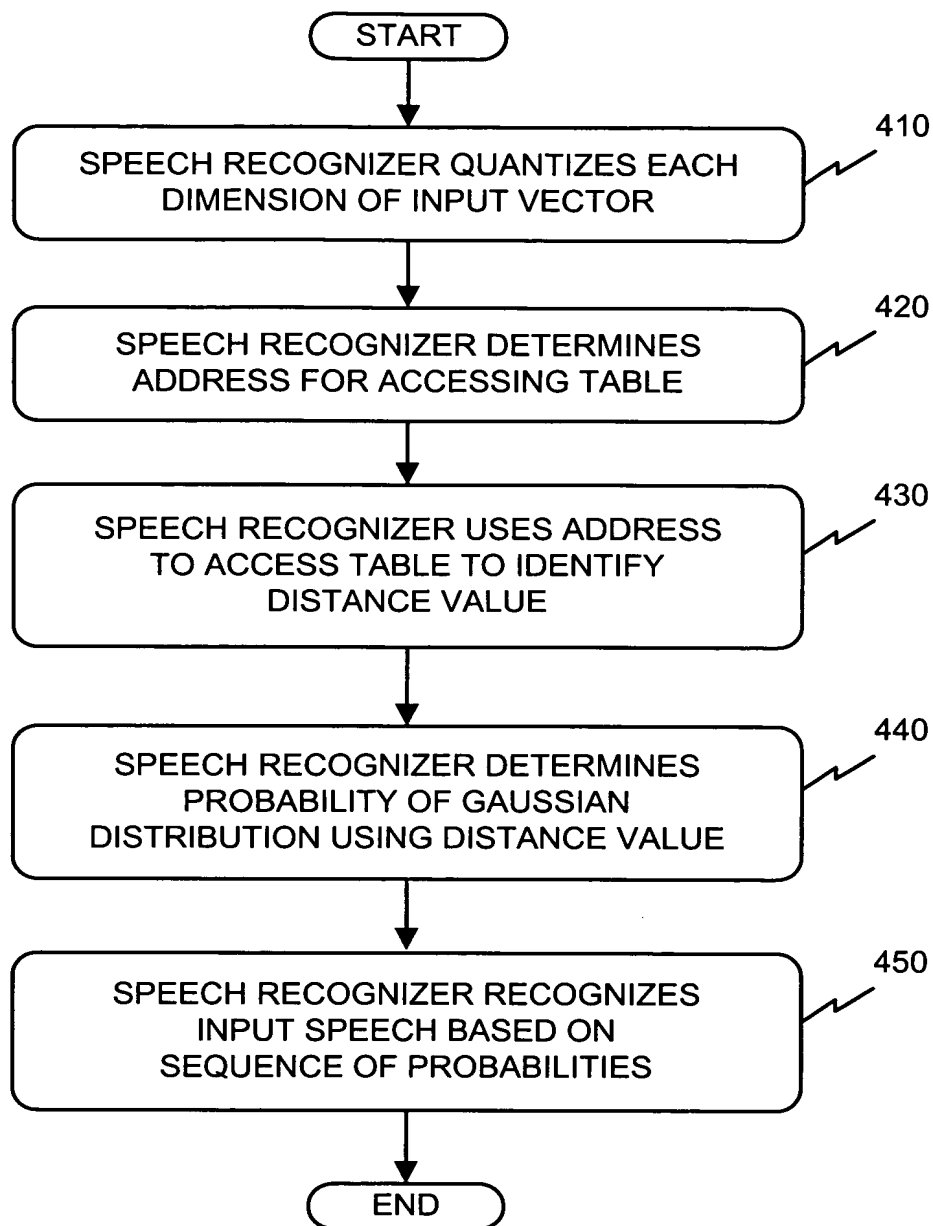 START
410
SPEECH RECOGNIZER QUANTIZES EACH
DIMENSION OF INPUT VECTOR
420
SPEECH RECOGNIZER DETERMINES
ADDRESS FOR ACCESSING TABLE
430
SPEECH RECOGNIZER USES ADDRESS
TO ACCESS TABLE TO IDENTIFY
DISTANCE VALUE
440
SPEECH RECOGNIZER DETERMINES
PROBABILITY OF GAUSSIAN
DISTRIBUTION USING DISTANCE VALUE
450
SPEECH RECOGNIZER RECOGNIZES
INPUT SPEECH BASED ON
SEQUENCE OF PROBABILITIES
END